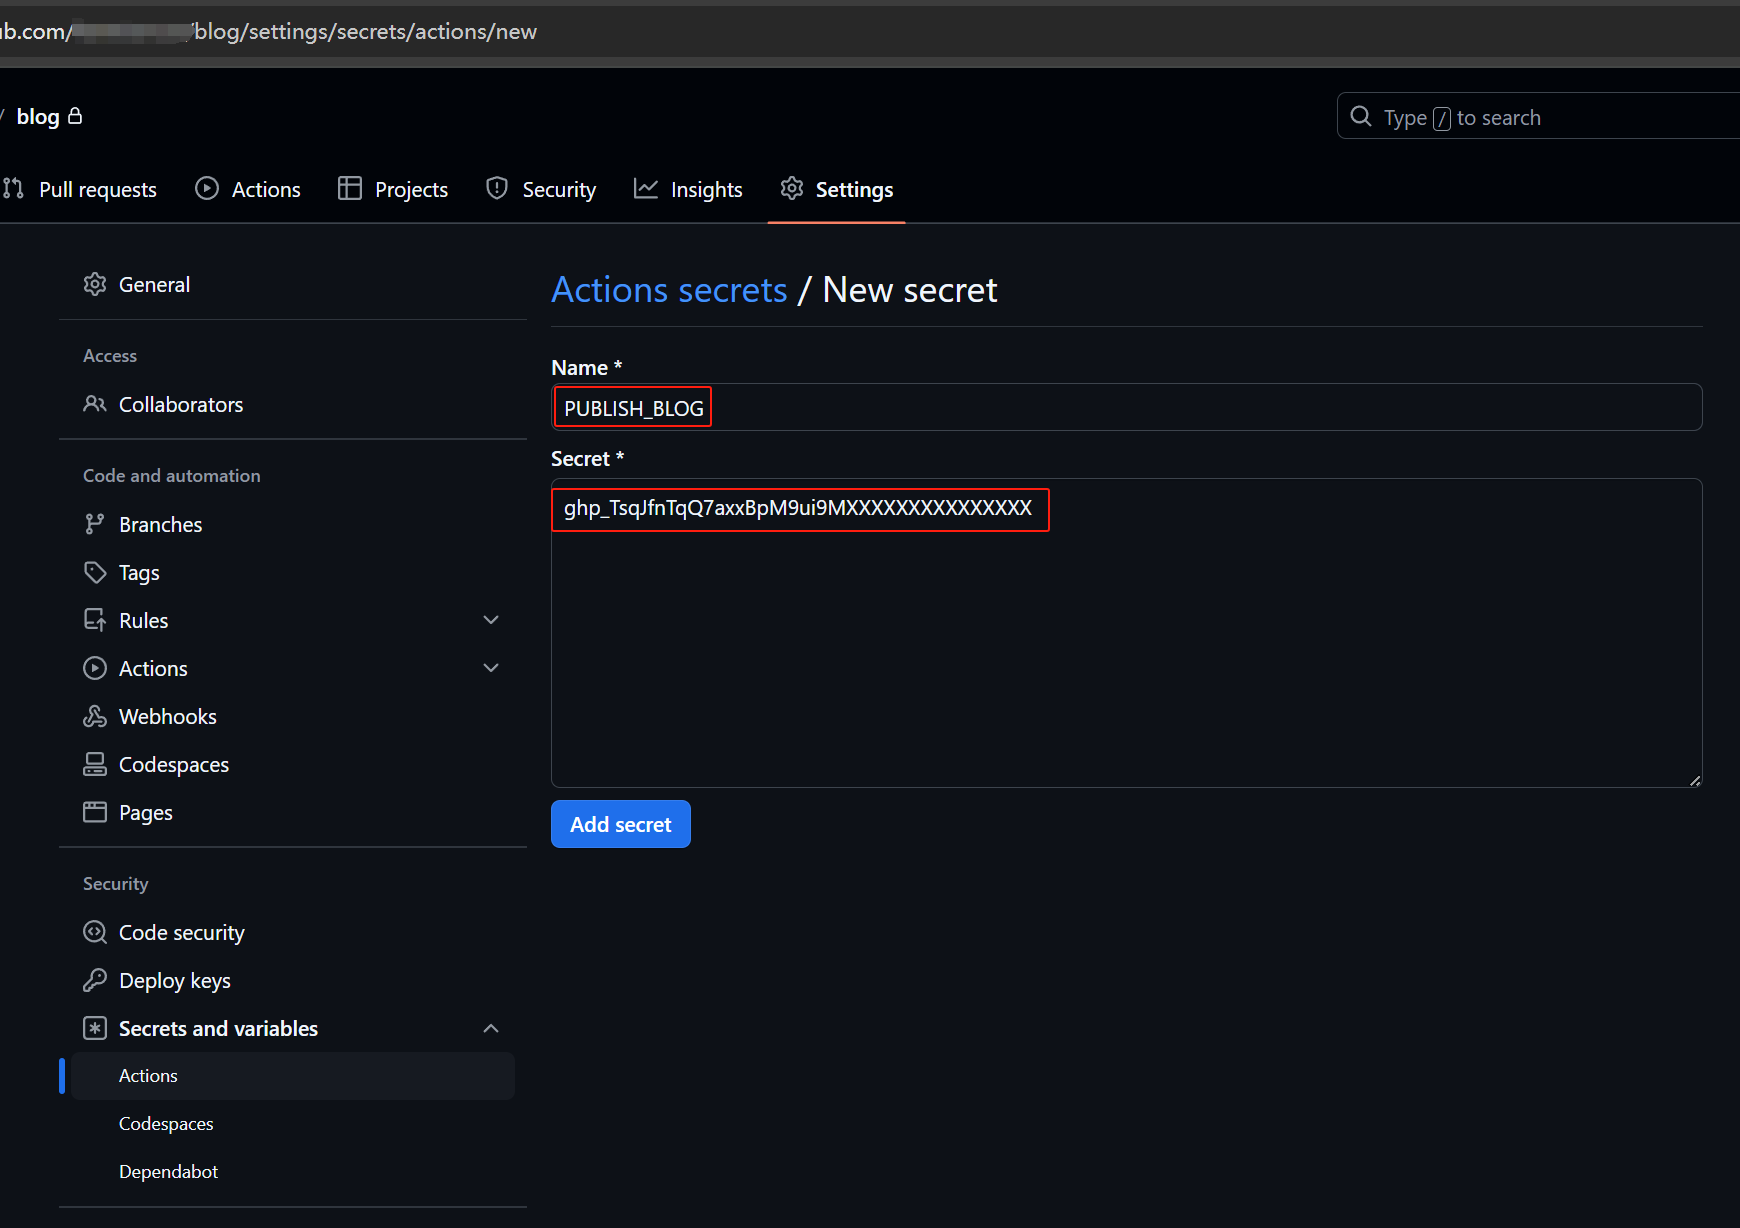 ub.com/ /blog/settings/secrets/actions/new
/ blog
Type / to search
Pull requests Actions Projects Security Insights Settings
General
Access
Collaborators
Code and automation
Branches
Tags
Rules
Actions
Webhooks
Codespaces
Pages
Security
Code security
Deploy keys
Secrets and variables
Actions
Codespaces
Dependabot
Actions secrets / New secret
Name *
PUBLISH_BLOG
Secret *
ghp_TsqJfnTqQ7axxBpM9ui9MXXXXXXXXXXXXXXX
Add secret